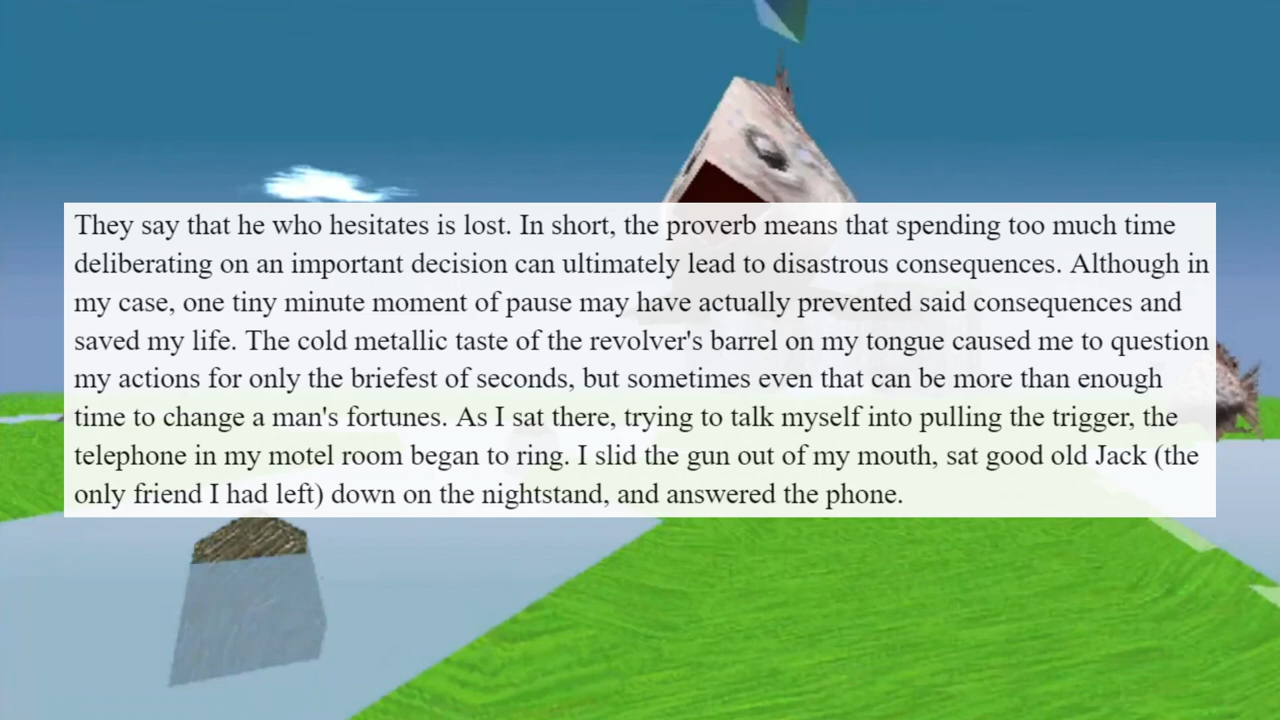 They say that he who hesitates is lost. In short, the proverb means that spending too much time
deliberating on an important decision can ultimately lead to disastrous consequences. Although in
my case, one tiny minute moment of pause may have actually prevented said consequences and
saved my life. The cold metallic taste of the revolver's barrel on my tongue caused me to question
my actions for only the briefest of seconds, but sometimes even that can be more than enough
time to change a man's fortunes. As I sat there, trying to talk myself into pulling the trigger, the
telephone in my motel room began to ring. I slid the gun out of my mouth, sat good old Jack (the
only friend I had left) down on the nightstand, and answered the phone.